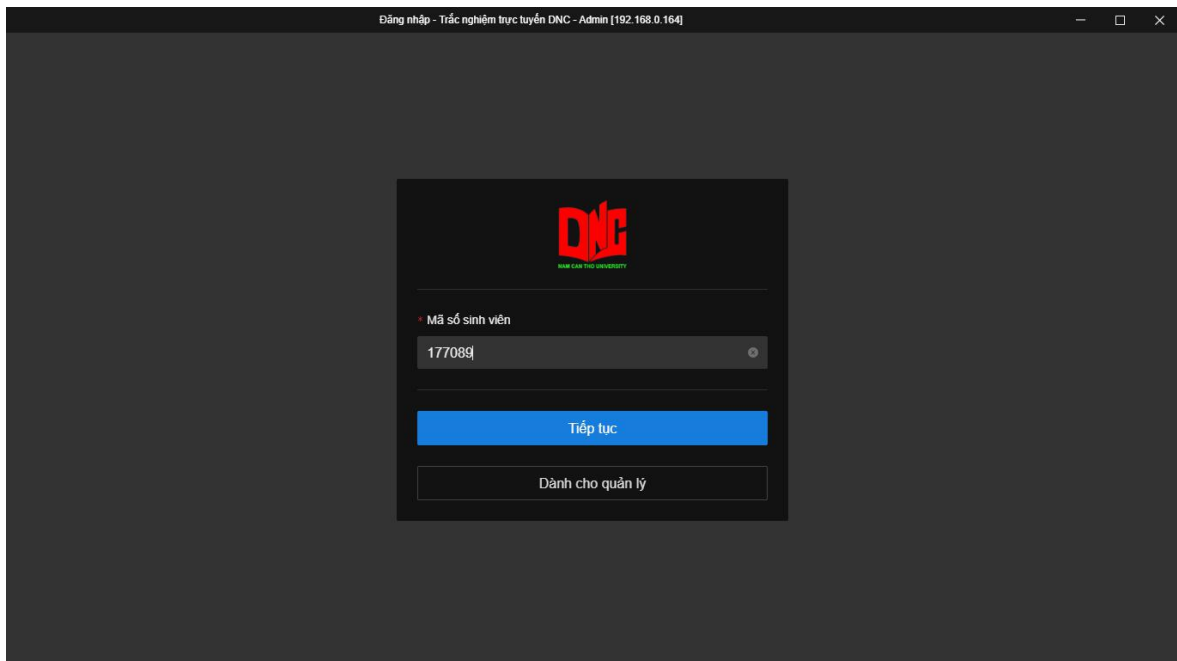 Đăng nhập - Trắc nghiệm trực tuyến DNC - Admin [192.168.0.164]
DNC
NAM CAN THO UNIVERSITY
* Mã số sinh viên
177089
Tiếp tục
Dành cho quản lý